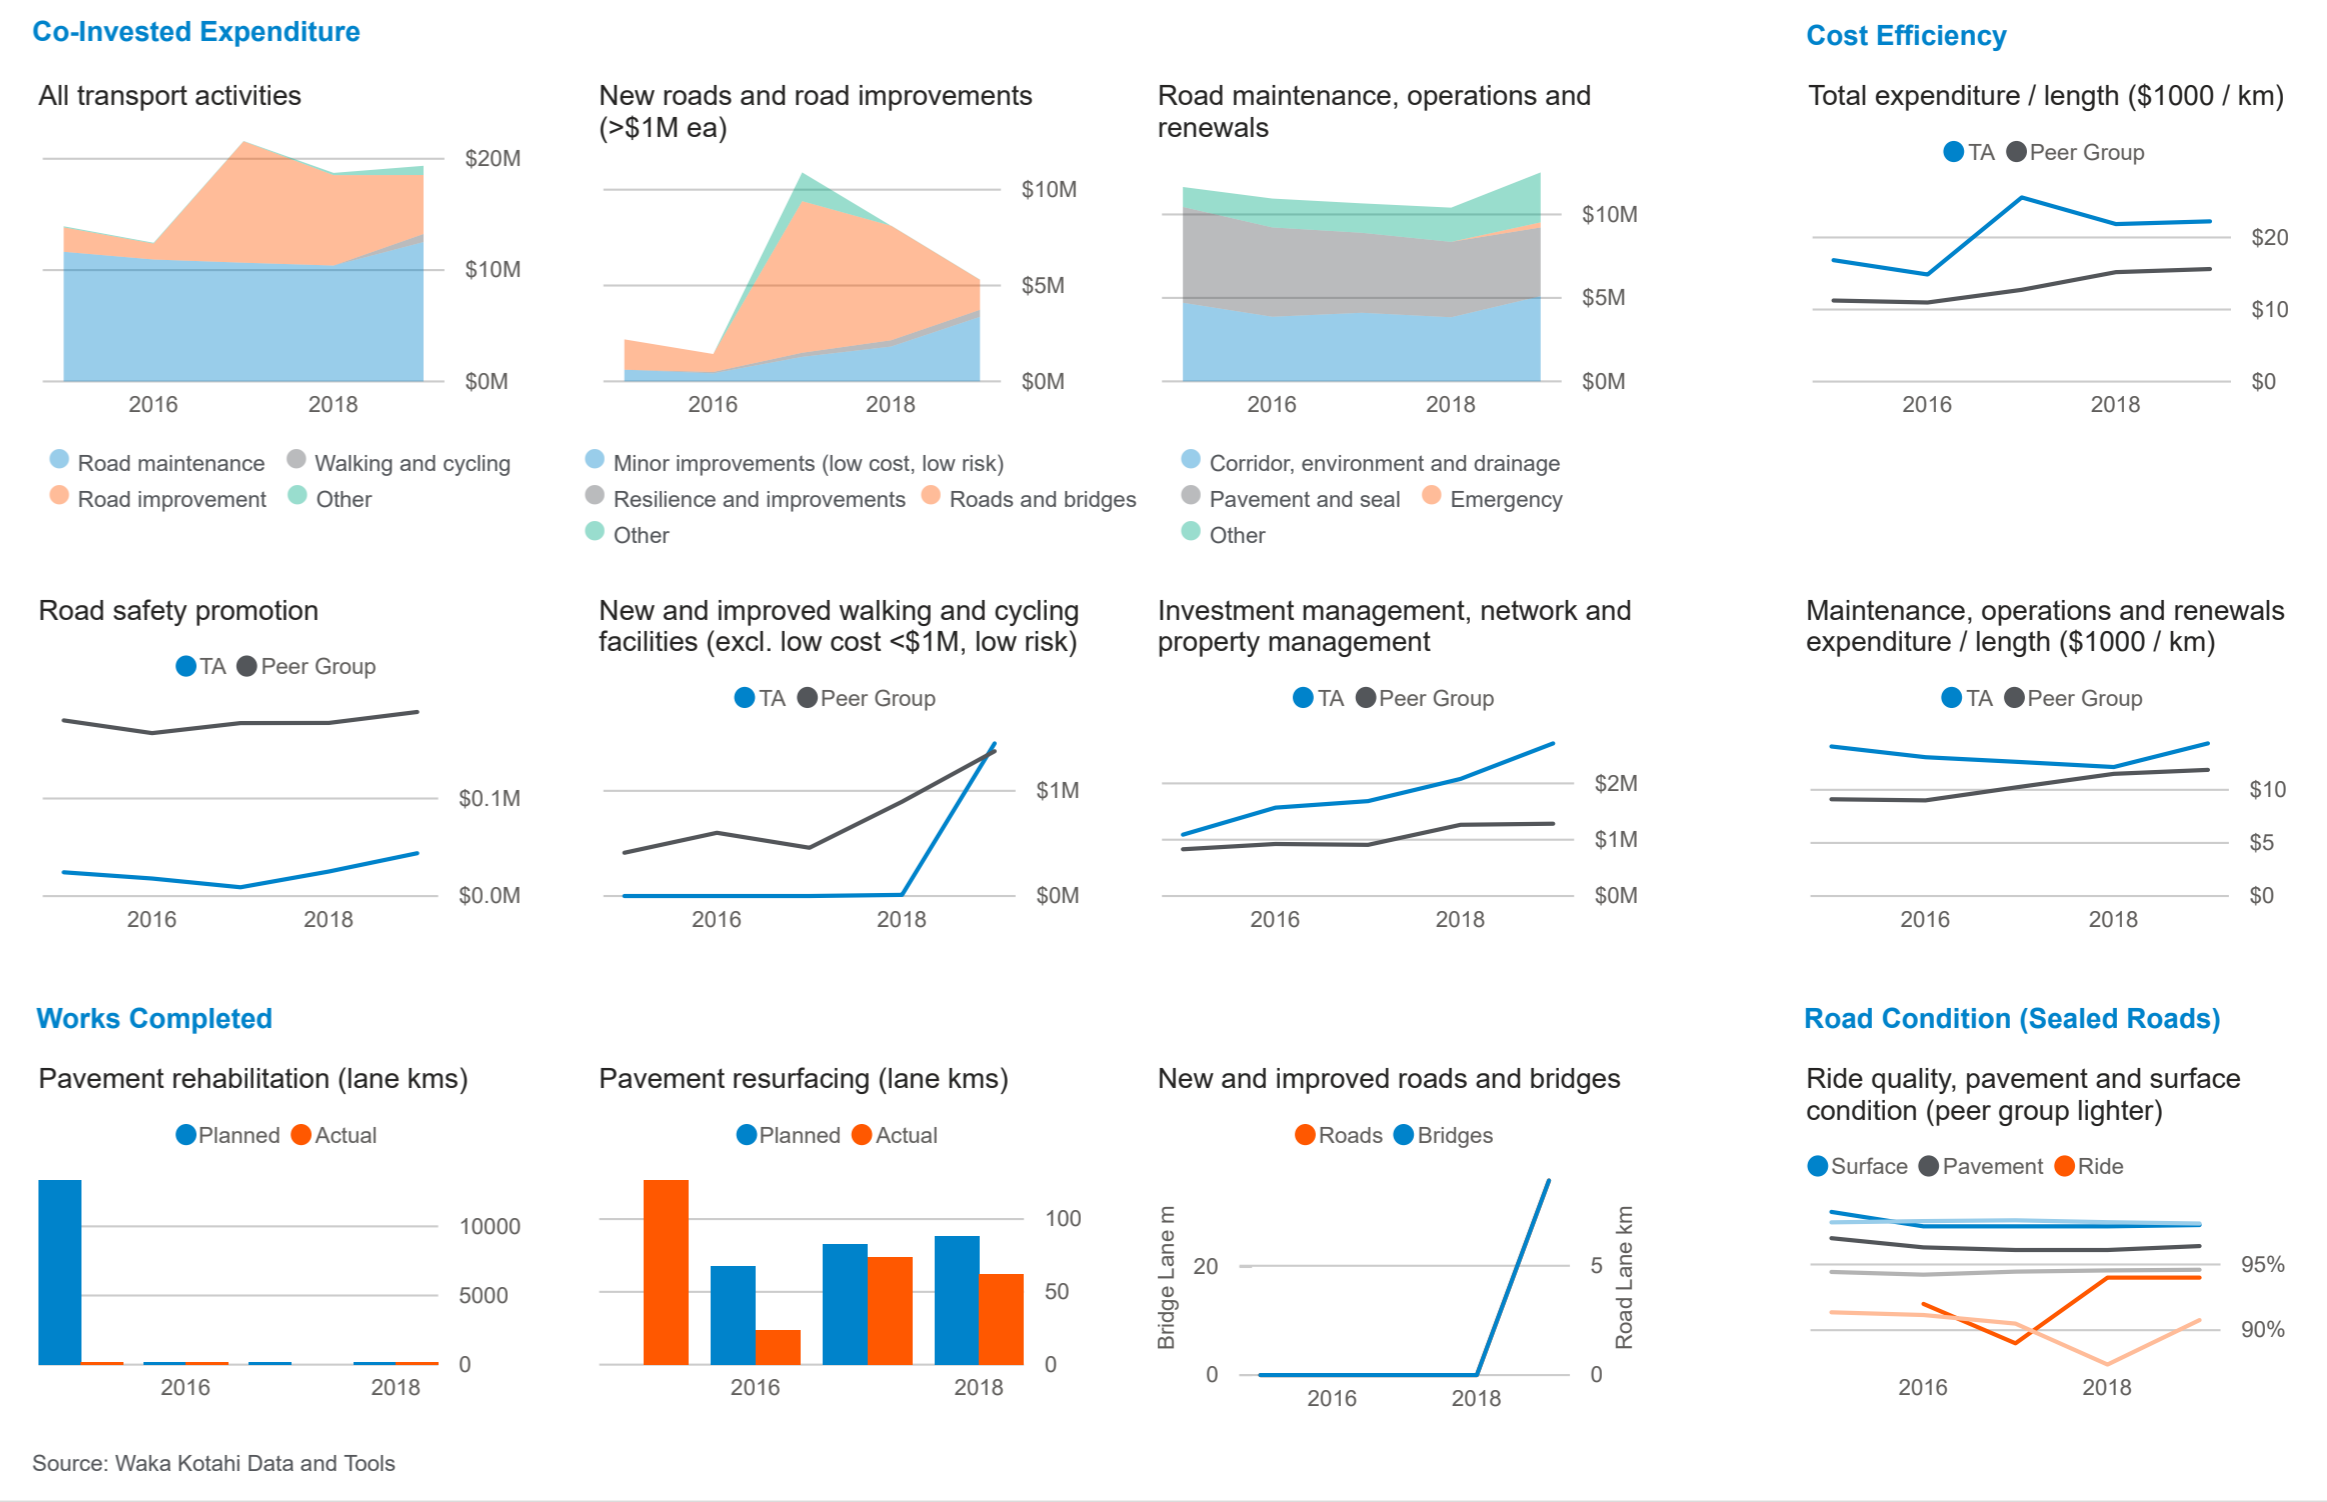 Co-Invested Expenditure
Cost Efficiency
All transport activities
$20M
$10M
$0M
2016 2018
Road maintenance Walking and cycling
Road improvement Other
New roads and road improvements
(>$1M ea)
$10M
$5M
$0M
2016 2018
Minor improvements (low cost, low risk)
Resilience and improvements Roads and bridges
Other
Road maintenance, operations and
renewals
$10M
$5M
$0M
2016 2018
Corridor, environment and drainage
Pavement and seal Emergency
Other
Total expenditure / length ($1000 / km)
TA Peer Group
$20
$10
$0
2016 2018
Road safety promotion
TA Peer Group
$0.1M
$0.0M
2016 2018
New and improved walking and cycling
facilities (excl. low cost <$1M, low risk)
TA Peer Group
$1M
$0M
2016 2018
Investment management, network and
property management
TA Peer Group
$2M
$1M
$0M
2016 2018
Maintenance, operations and renewals
expenditure / length ($1000 / km)
TA Peer Group
$10
$5
$0
2016 2018
Works Completed
Road Condition (Sealed Roads)
Pavement rehabilitation (lane kms)
Planned Actual
10000
5000
0
2016 2018
Pavement resurfacing (lane kms)
Planned Actual
100
50
0
2016 2018
New and improved roads and bridges
Roads Bridges
Bridge Lane m
20
0
5
0
Road Lane km
2016 2018
Ride quality, pavement and surface
condition (peer group lighter)
Surface Pavement Ride
95%
90%
2016 2018
Source: Waka Kotahi Data and Tools